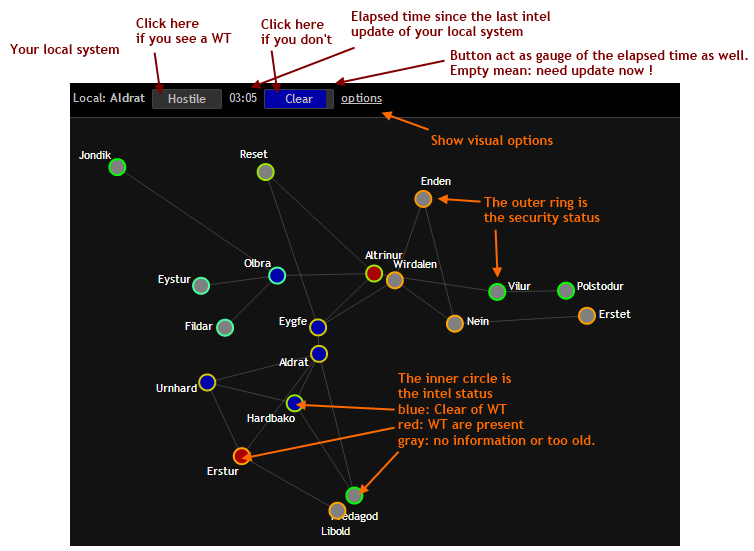 Your local system
Click here
if you see a WT
Click here
if you don't
Elapsed time since the last intel
update of your local system
Button act as gauge of the elapsed time as well.
Empty mean: need update now !
Local: Aldrat
Hostile
03:05
Clear
options
Show visual options
Jondik
Reset
Enden
The outer ring is
the security status
Olbra
Altrinur
Wirdalen
Eystur
Vilur
Polstodur
Fildar
Eygfe
Nein
Erstet
Aldrat
Urnhard
Hardbako
The inner circle is
the intel status
blue: Clear of WT
red: WT are present
gray: no information or too old.
Erstur
Libold